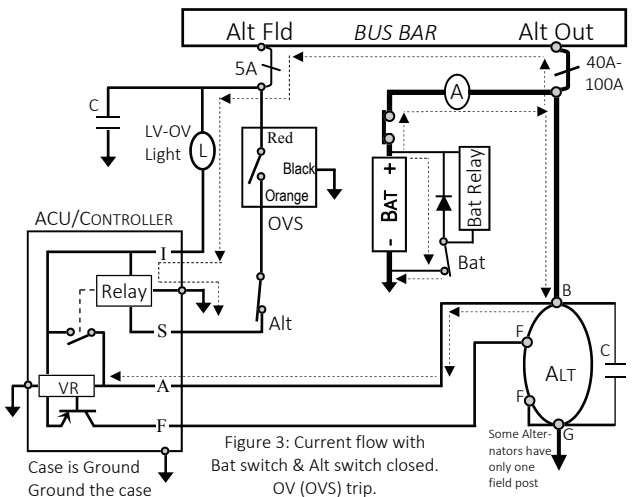 Alt Fld BUS BAR Alt Out
5A
40A-
100A
C
LV-OV
Light
L
Red
Black
Orange
OVS
A
+
BAT
-
Bat Relay
Bat
ACU/CONTROLLER
I
Relay
S
Alt
VR
A
F
B
F
ALT
F
C
G
Case is Ground
Ground the case
Figure 3: Current flow with
Bat switch & Alt switch closed.
OV (OVS) trip.
Some Alter-
nators have
only one
field post